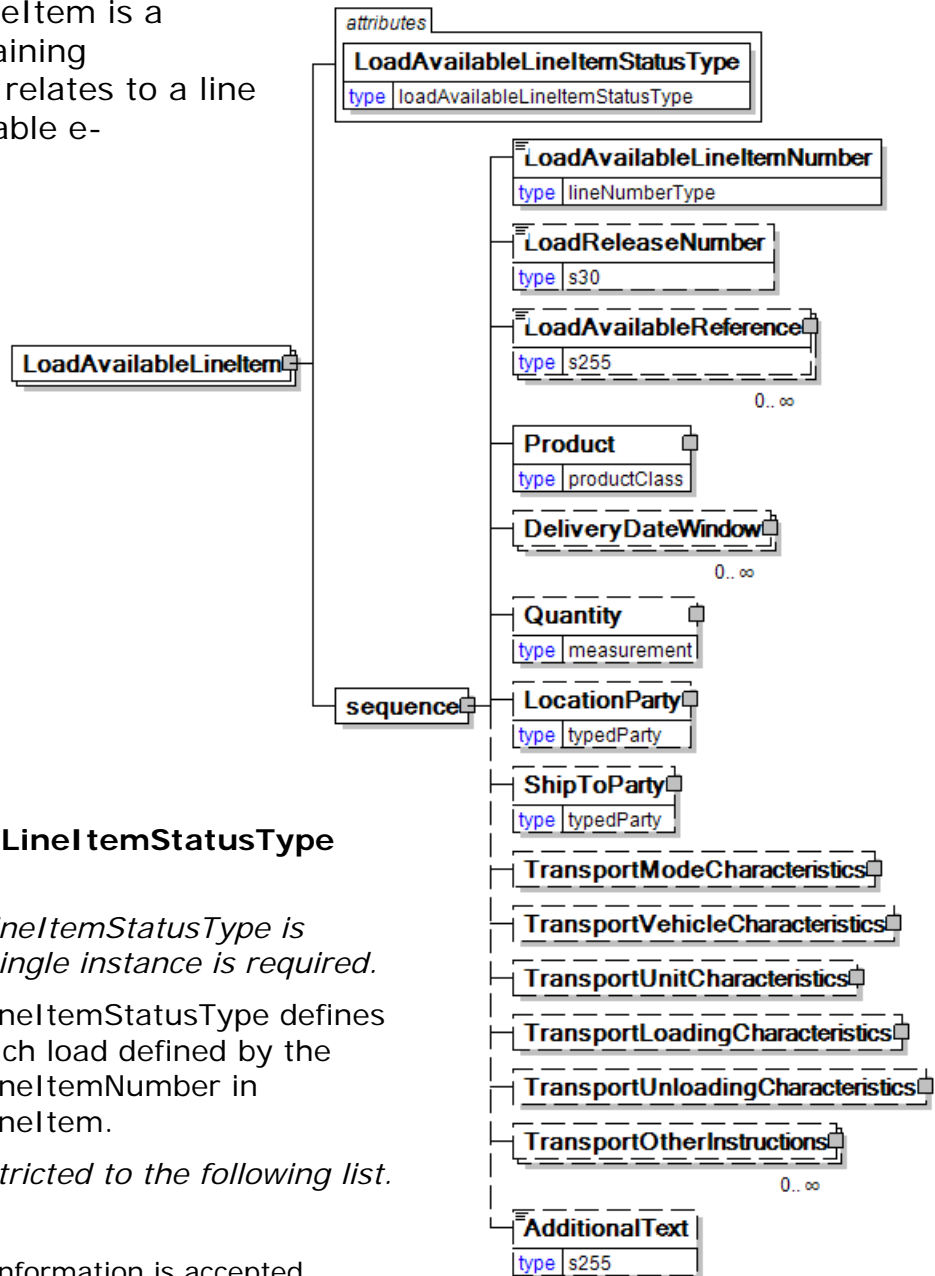 eItem is a
aining
relates to a line
able e-
attributes
LoadAvailableLineItemStatusType
type loadAvailableLineItemStatusType
LoadAvailableLineItem
sequence
LoadAvailableLineItemNumber
type lineNumberType
LoadReleaseNumber
type s30
LoadAvailableReference
type s255
0.. ∞
Product
type productClass
DeliveryDateWindow
0.. ∞
Quantity
type measurement
LocationParty
type typedParty
ShipToParty
type typedParty
TransportModeCharacteristics
TransportVehicleCharacteristics
TransportUnitCharacteristics
TransportLoadingCharacteristics
TransportUnloadingCharacteristics
TransportOtherInstructions
0.. ∞
AdditionalText
type s255
LineItemStatusType
ineItemStatusType is
ingle instance is required.
neItemStatusType defines
ch load defined by the
neItemNumber in
neItem.
tricted to the following list.
nformation is accepted